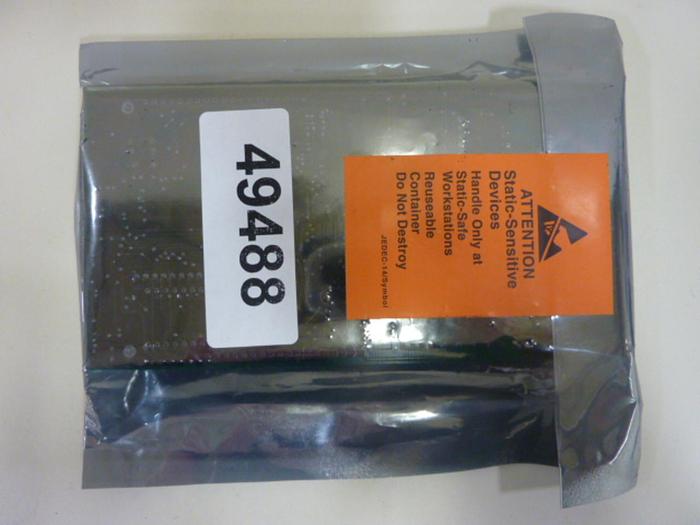 49488
ATTENTION
Static-Sensitive
Devices
Handle Only at
Static-Safe
Workstations
Reuseable
Container
Do Not Destroy
JEDEC-14/Symbol